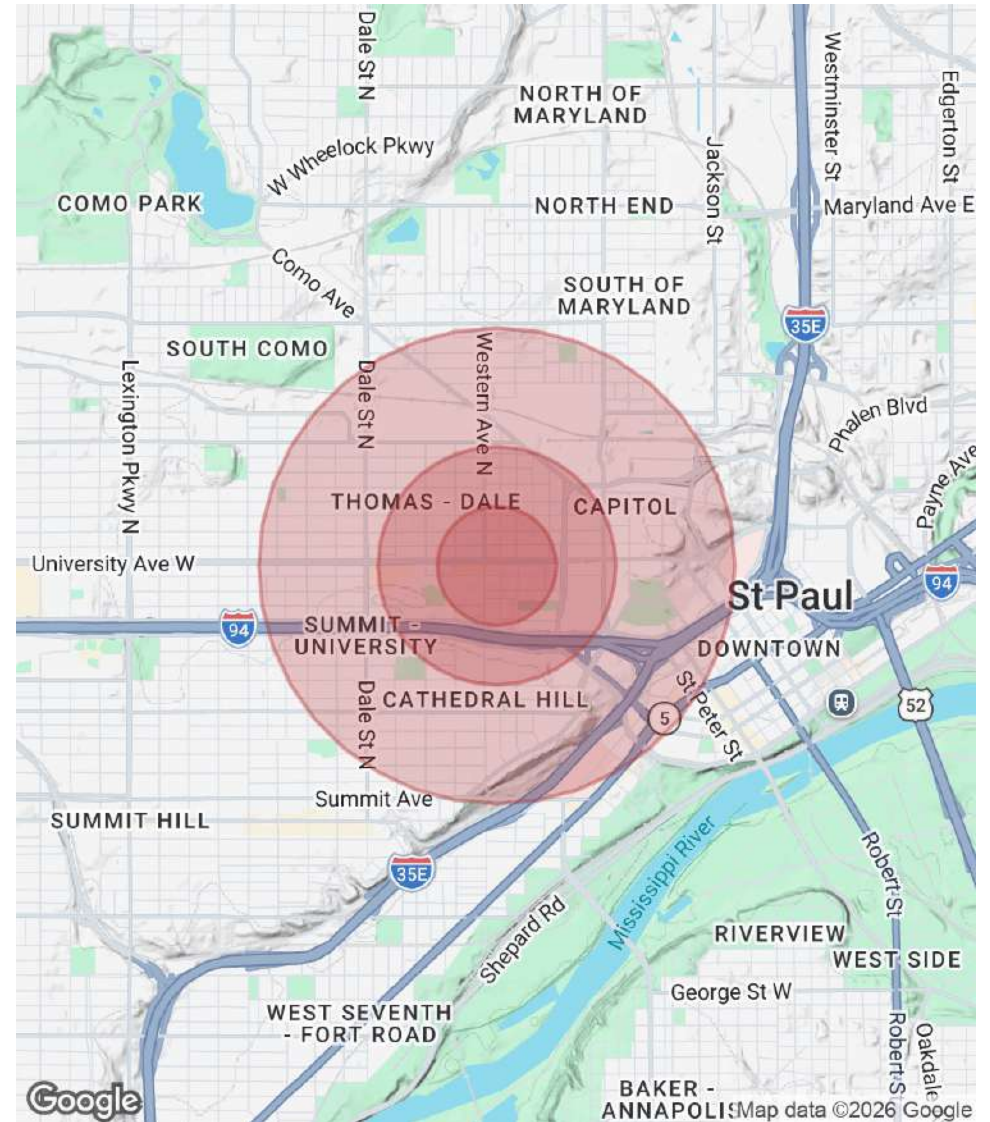 Dale St N
Westminster St
Edgerton St
NORTH OF
MARYLAND
W Wheelock Pkwy
Jackson St
COMO PARK
NORTH END
Maryland Ave E
Como Ave
SOUTH OF
MARYLAND
35E
SOUTH COMO
Western Ave N
Lexington Pkwy N
Dale St N
Phalen Blvd
Payne Ave
THOMAS - DALE
CAPITOL
University Ave W
94
St Paul
94
SUMMIT -
UNIVERSITY
DOWNTOWN
Dale St N
CATHEDRAL HILL
St Peter St
5
52
Summit Ave
SUMMIT HILL
35E
Robert St
Mississippi River
Shepard Rd
RIVERVIEW
WEST SIDE
George St W
WEST SEVENTH
- FORT ROAD
Robert St
Oakdale
BAKER -
ANNAPOLIS
Google
Map data ©2026 Google